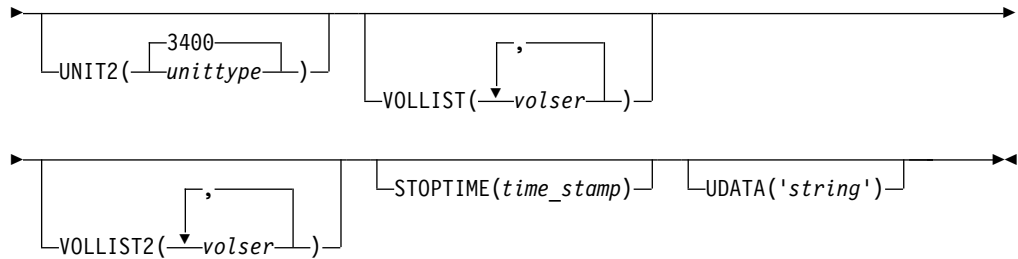 3400
,
UNIT2( unittype )
VOLLIST( volser )
,
STOPTIME(time_stamp)
UDATA('string')
VOLLIST2( volser )